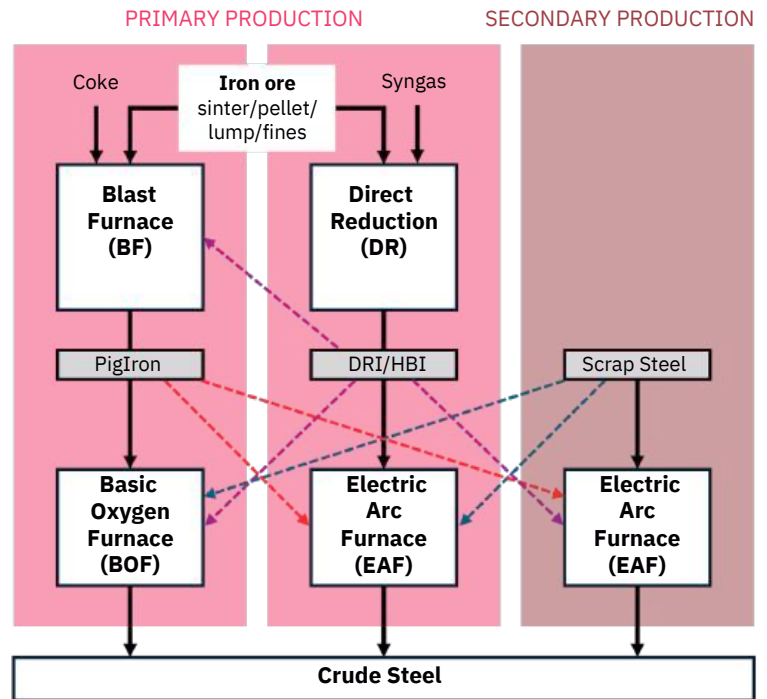 PRIMARY PRODUCTION
SECONDARY PRODUCTION
Coke
Iron ore
sinter/pellet/
lump/fines
Syngas
Blast
Furnace
(BF)
Direct
Reduction
(DR)
PigIron
DRI/HBI
Scrap Steel
Basic
Oxygen
Furnace
(BOF)
Electric
Arc
Furnace
(EAF)
Electric
Arc
Furnace
(EAF)
Crude Steel